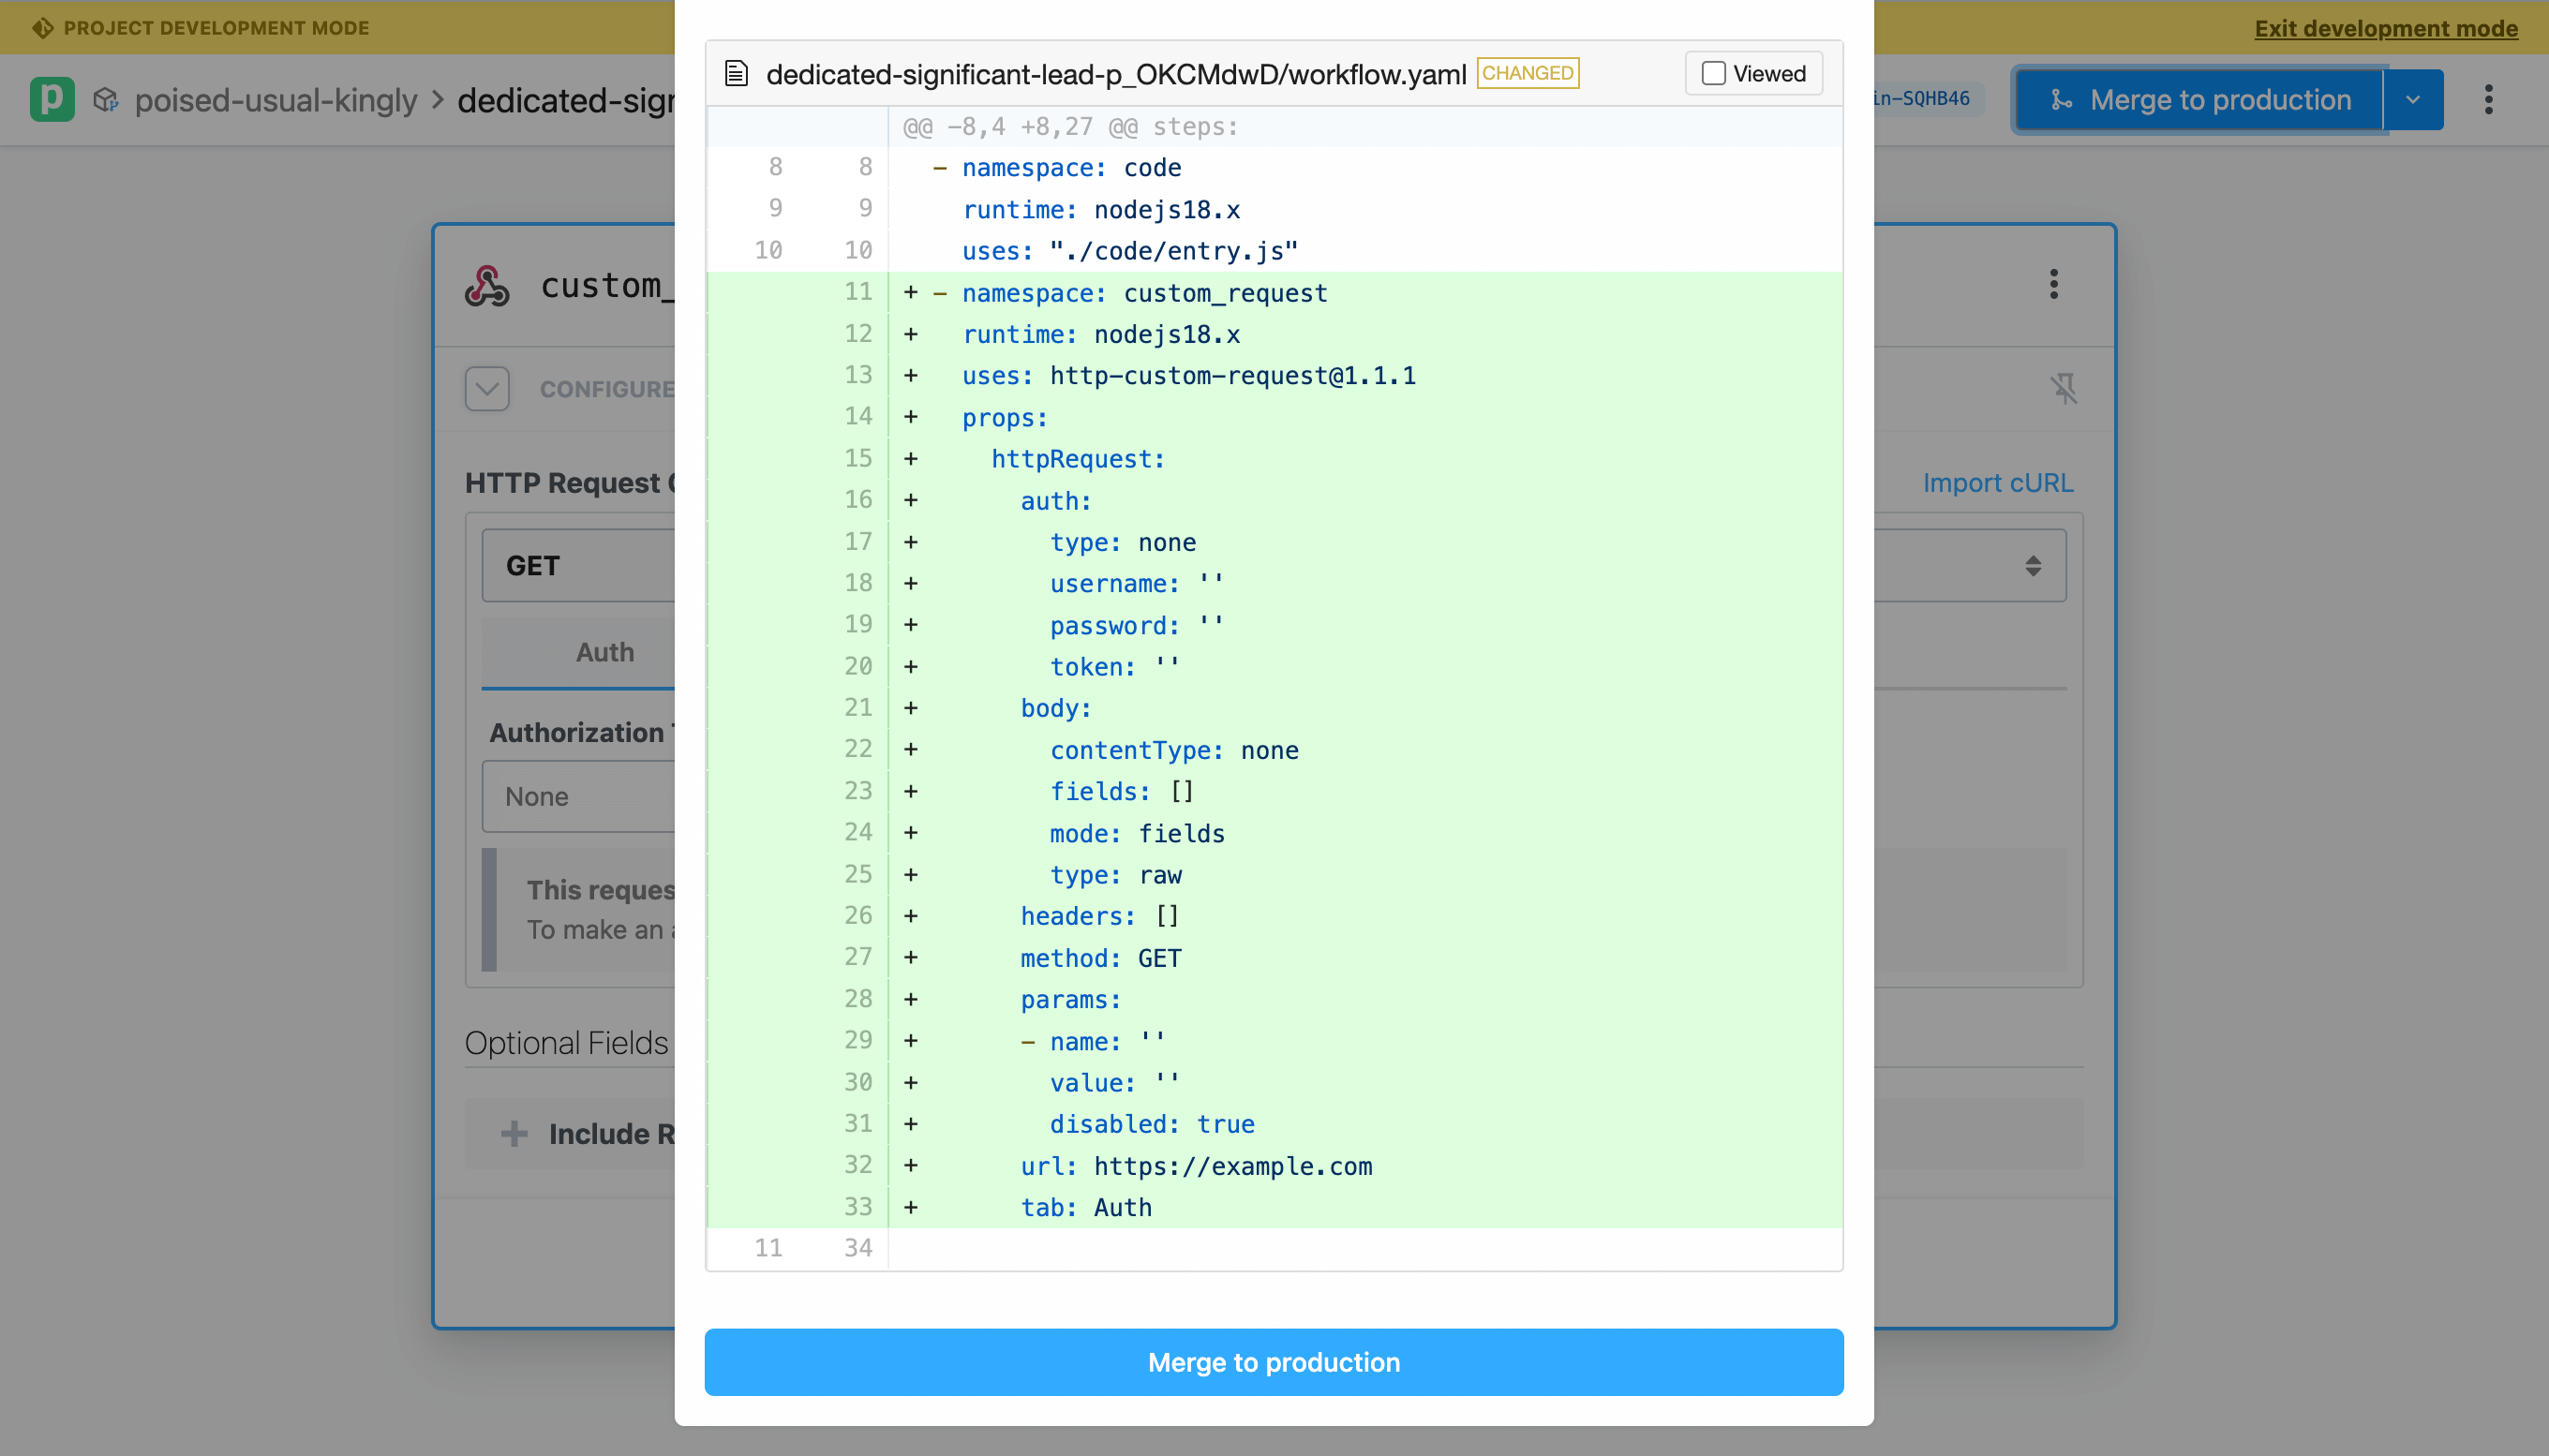 PROJECT DEVELOPMENT MODE
Exit development mode
p
poised-usual-kingly > dedicated-sigr
in-SQHB46
Merge to production
custom_
CONFIGURE
HTTP Request
Import cURL
GET
Auth
Authorization
None
This reques
To make an
Optional Fields
Include R
dedicated-significant-lead-p_OKCMdwD/workflow.yaml CHANGED
Viewed
@@ -8,4 +8,27 @@ steps:
8 8 - namespace: code
9 9 runtime: nodejs18.x
10 10 uses: "./code/entry.js"
11 + - namespace: custom_request
12 + runtime: nodejs18.x
13 + uses: http-custom-request@1.1.1
14 + props:
15 + httpRequest:
16 + auth:
17 + type: none
18 + username: ''
19 + password: ''
20 + token: ''
21 + body:
22 + contentType: none
23 + fields: []
24 + mode: fields
25 + type: raw
26 + headers: []
27 + method: GET
28 + params:
29 + - name: ''
30 + value: ''
31 + disabled: true
32 + url: https://example.com
33 + tab: Auth
11 34
Merge to production